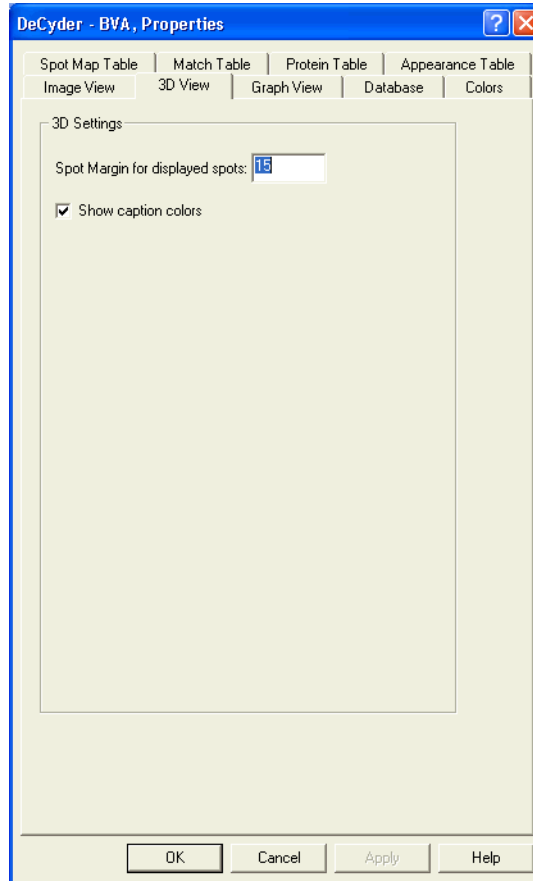 DeCyder - BVA, Properties
Spot Map Table Match Table Protein Table Appearance Table
Image View 3D View Graph View Database Colors
3D Settings
Spot Margin for displayed spots: 15
Show caption colors
OK Cancel Apply Help